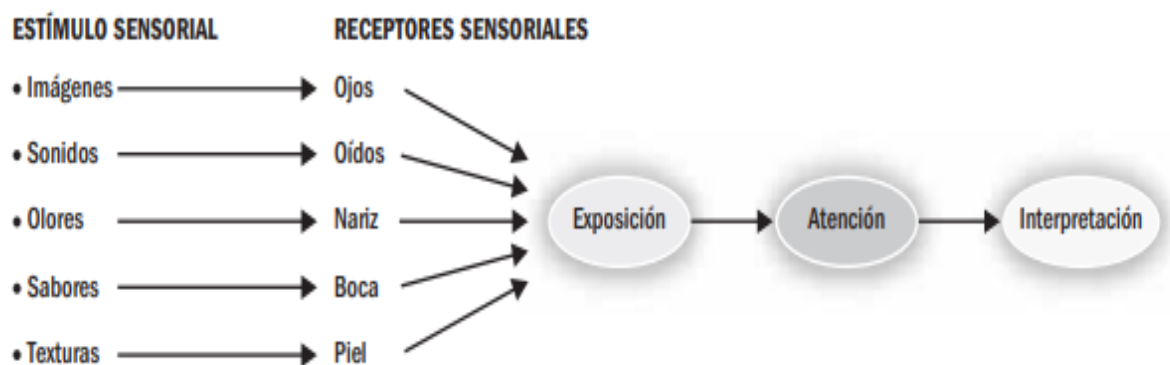 ESTÍMULO SENSORIAL RECEPTORES SENSORIALES
• Imágenes Ojos
• Sonidos Oídos
• Olores Nariz Exposición Atención Interpretación
• Sabores Boca
• Texturas Piel